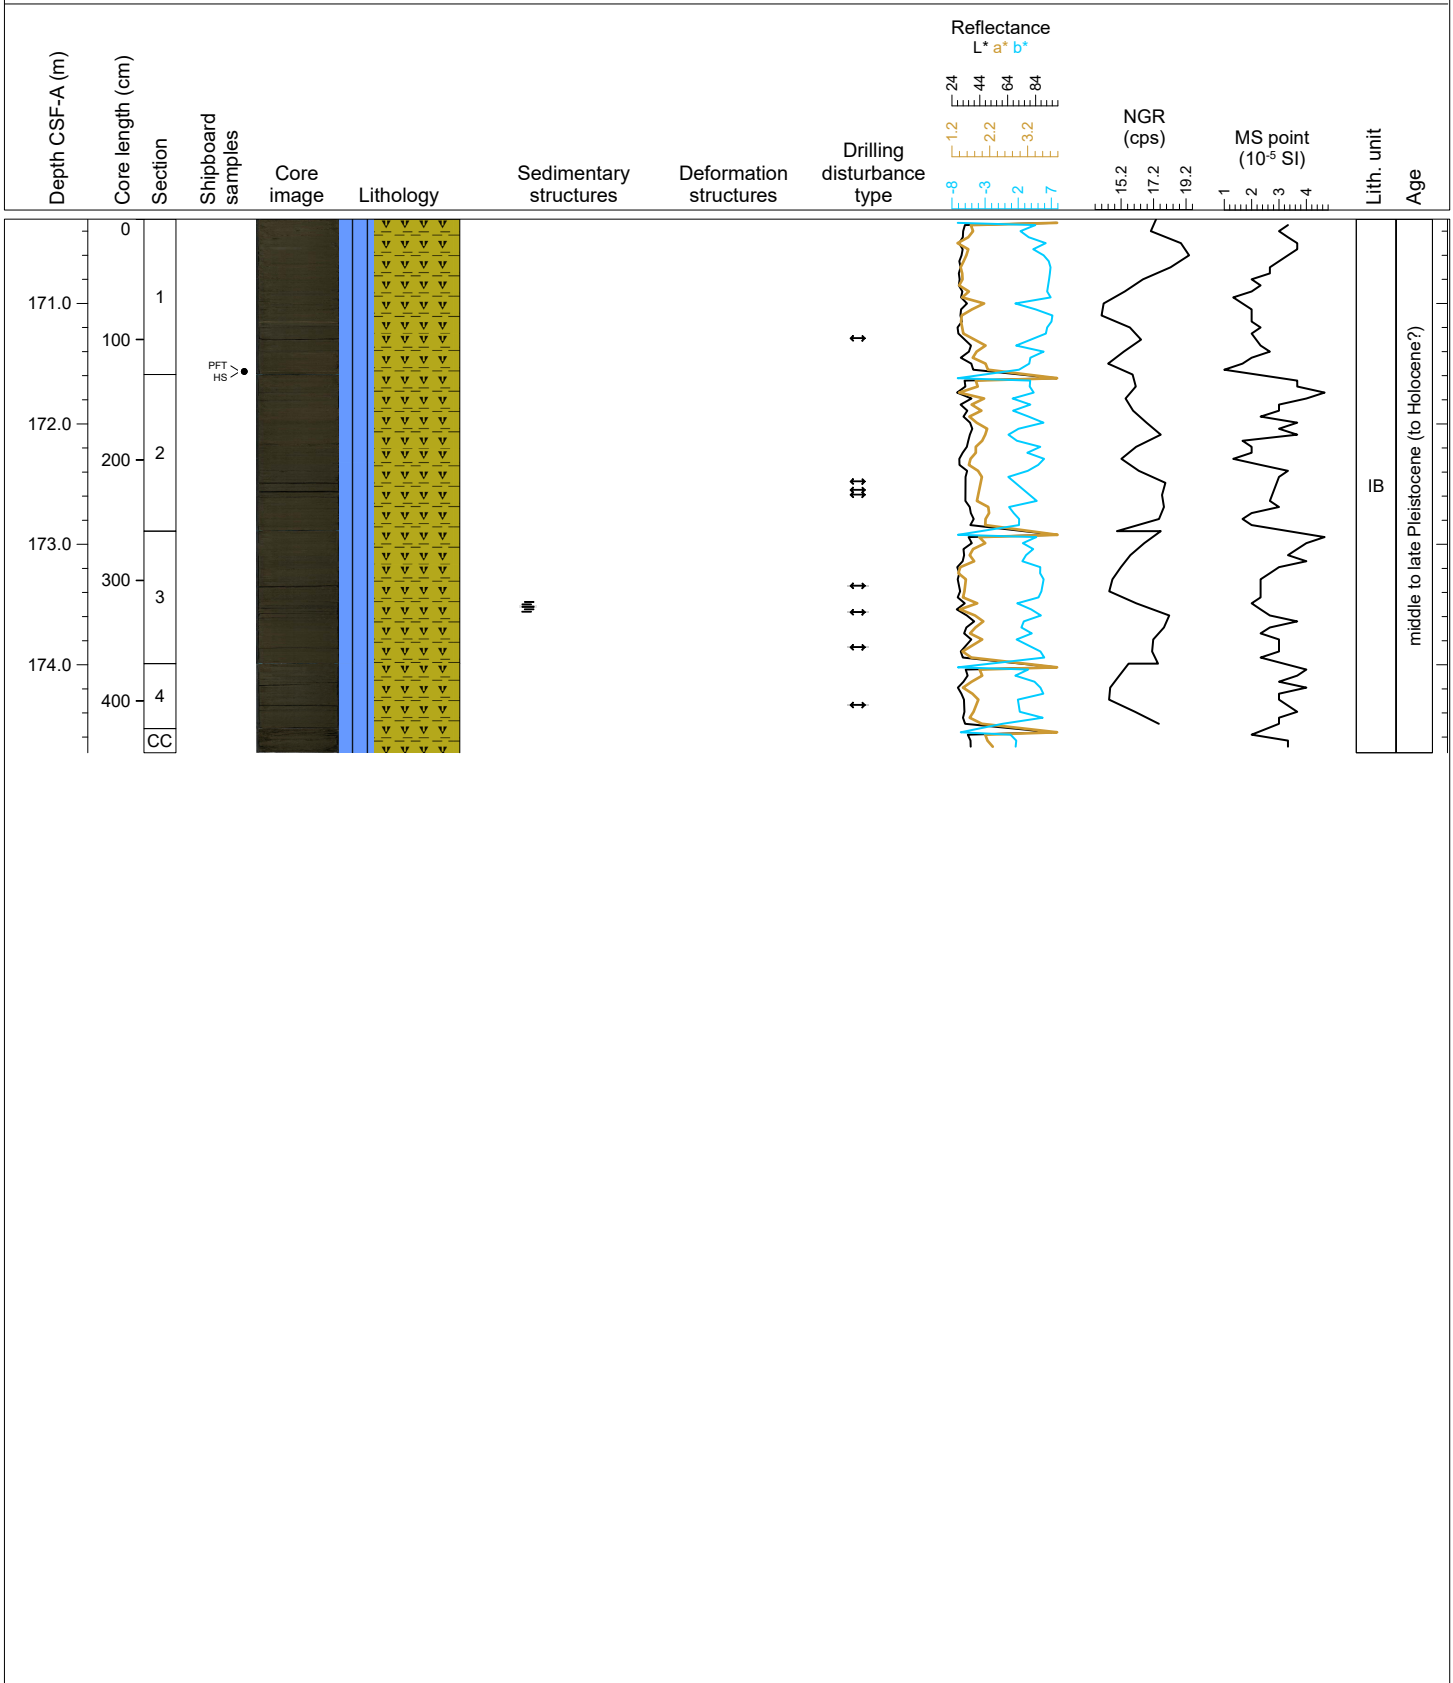 Depth CSF-A (m)
Core length (cm)
Section
Shipboard
samples
Core
image
Lithology
Sedimentary
structures
Deformation
structures
Drilling
disturbance
type
Reflectance
L* a* b*
24 44 64 84
1.2 2.2 3.2
-8 -3 2 7
NGR
(cps)
15.2 17.2 19.2
MS point
(10⁻⁵ SI)
1 2 3 4
Lith. unit
Age
171.0
172.0
173.0
174.0
0
100
200
300
400
1
2
3
4
CC
PFT
HS
IB
middle to late Pleistocene (to Holocene?)